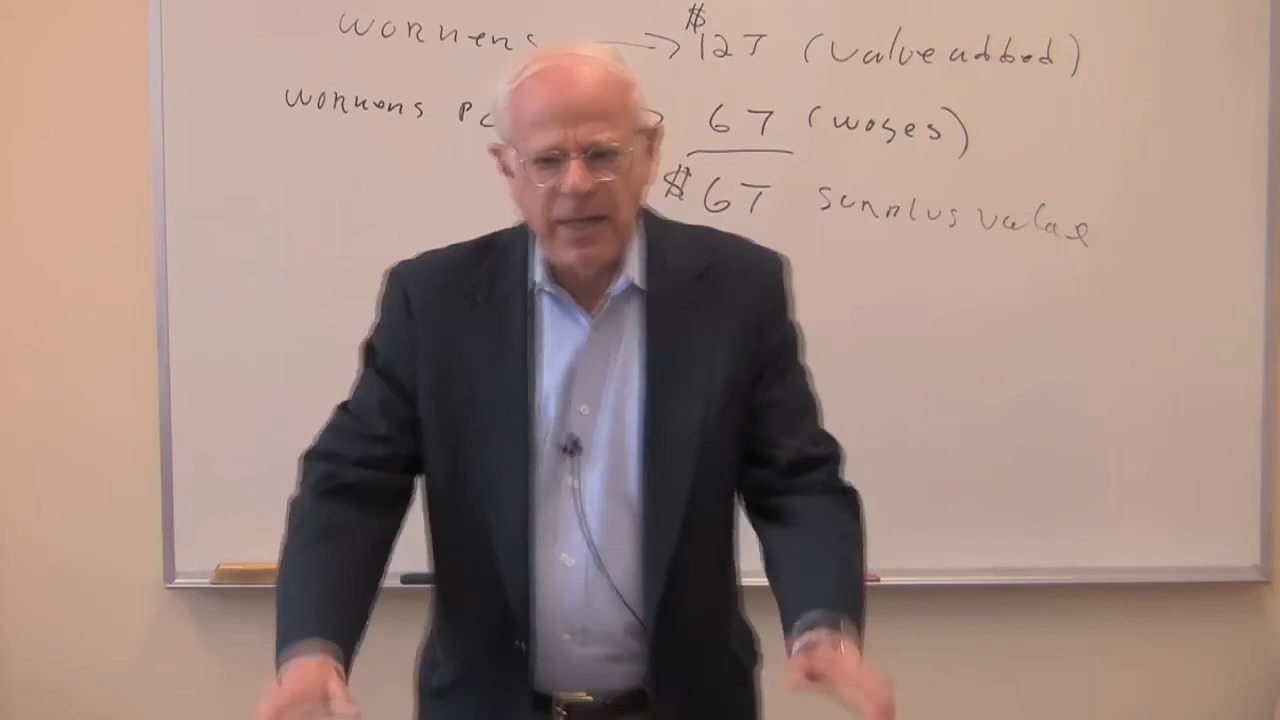 workers → $12T (value added)
workers → 6T (wages)
$6T surplus value